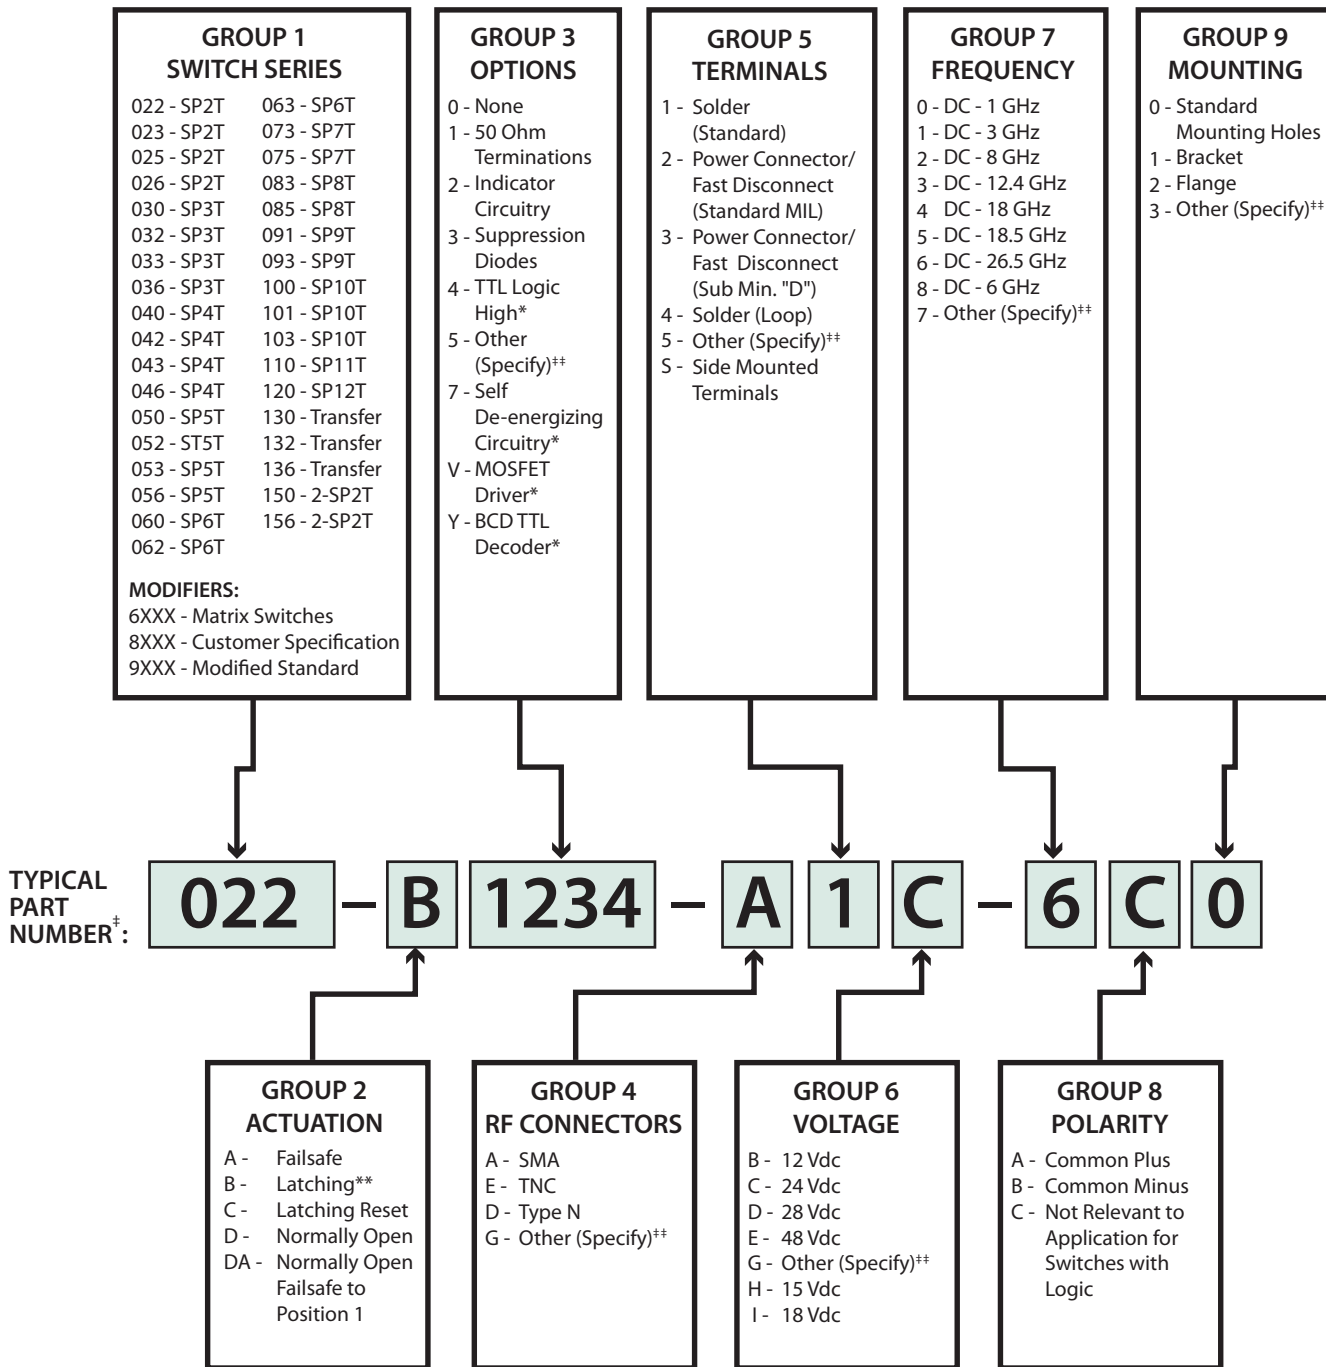 GROUP 1
SWITCH SERIES
022 - SP2T
023 - SP2T
025 - SP2T
026 - SP2T
030 - SP3T
032 - SP3T
033 - SP3T
036 - SP3T
040 - SP4T
042 - SP4T
043 - SP4T
046 - SP4T
050 - SP5T
052 - ST5T
053 - SP5T
056 - SP5T
060 - SP6T
062 - SP6T
063 - SP6T
073 - SP7T
075 - SP7T
083 - SP8T
085 - SP8T
091 - SP9T
093 - SP9T
100 - SP10T
101 - SP10T
103 - SP10T
110 - SP11T
120 - SP12T
130 - Transfer
132 - Transfer
136 - Transfer
150 - 2-SP2T
156 - 2-SP2T
MODIFIERS:
6XXX - Matrix Switches
8XXX - Customer Specification
9XXX - Modified Standard
GROUP 3
OPTIONS
0 - None
1 - 50 Ohm
Terminations
2 - Indicator
Circuitry
3 - Suppression
Diodes
4 - TTL Logic
High*
5 - Other
(Specify)‡‡
7 - Self
De-energizing
Circuitry*
V - MOSFET
Driver*
Y - BCD TTL
Decoder*
GROUP 5
TERMINALS
1 - Solder
(Standard)
2 - Power Connector/
Fast Disconnect
(Standard MIL)
3 - Power Connector/
Fast Disconnect
(Sub Min. "D")
4 - Solder (Loop)
5 - Other (Specify)‡‡
S - Side Mounted
Terminals
GROUP 7
FREQUENCY
0 - DC - 1 GHz
1 - DC - 3 GHz
2 - DC - 8 GHz
3 - DC - 12.4 GHz
4 DC - 18 GHz
5 - DC - 18.5 GHz
6 - DC - 26.5 GHz
8 - DC - 6 GHz
7 - Other (Specify)‡‡
GROUP 9
MOUNTING
0 - Standard
Mounting Holes
1 - Bracket
2 - Flange
3 - Other (Specify)‡‡
TYPICAL
PART
NUMBER‡:
022 — B 1234 — A 1 C — 6 C 0
GROUP 2
ACTUATION
A - Failsafe
B - Latching**
C - Latching Reset
D - Normally Open
DA - Normally Open
Failsafe to
Position 1
GROUP 4
RF CONNECTORS
A - SMA
E - TNC
D - Type N
G - Other (Specify)‡‡
GROUP 6
VOLTAGE
B - 12 Vdc
C - 24 Vdc
D - 28 Vdc
E - 48 Vdc
G - Other (Specify)‡‡
H - 15 Vdc
I - 18 Vdc
GROUP 8
POLARITY
A - Common Plus
B - Common Minus
C - Not Relevant to
Application for
Switches with
Logic